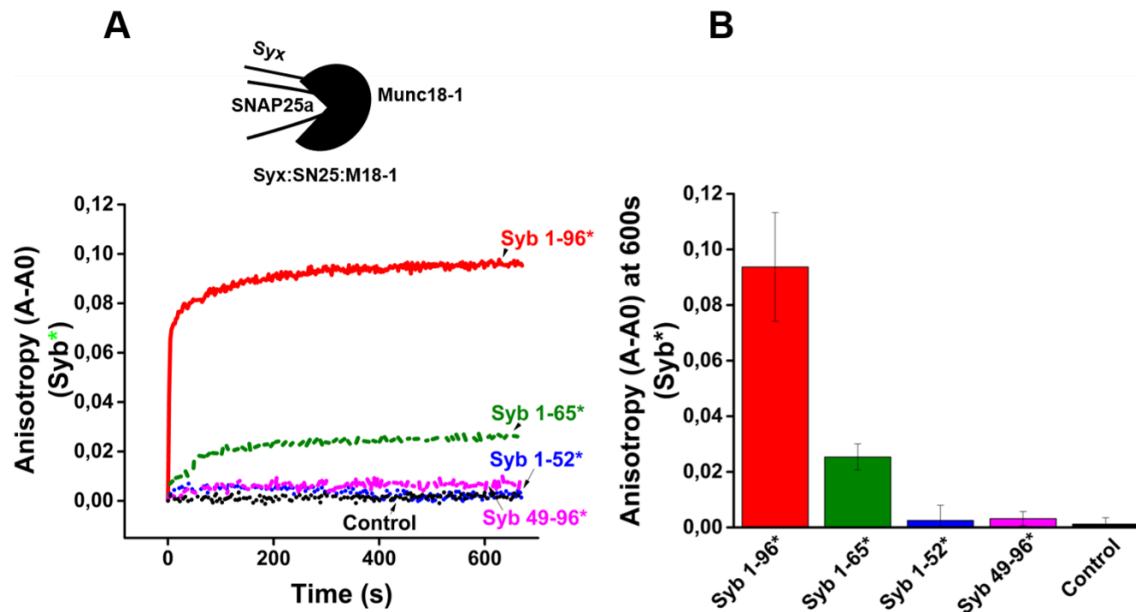 A
Syx
SNAP25a
Munc18-1
Syx:SN25:M18-1
Anisotropy (A-A0)
(Syb*)
0,12
0,10
0,08
0,06
0,04
0,02
0,00
Syb 1-96*
Syb 1-65*
Syb 1-52*
Syb 49-96*
Control
0
200
400
600
Time (s)
B
Anisotropy (A-A0) at 600s
(Syb*)
0,12
0,10
0,08
0,06
0,04
0,02
0,00
Syb 1-96*
Syb 1-65*
Syb 1-52*
Syb 49-96*
Control